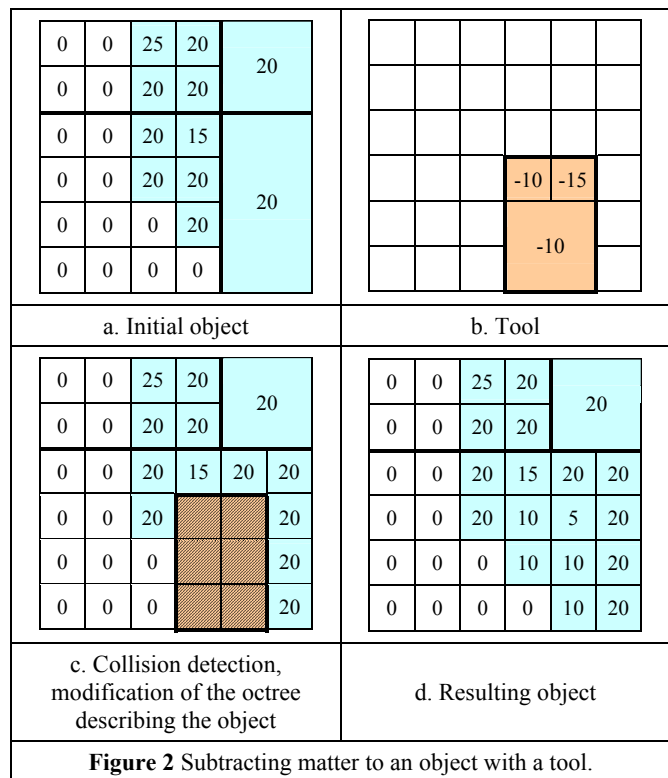 0 0 25 20 20
0 0 20 20
0 0 20 15
0 0 20 20
20
0 0 0 20
0 0 0 0
-10 -15
-10
a. Initial object
b. Tool
0 0 25 20
20
0 0 20 20
0 0 20 15 20 20
0 0 20 20
0 0 0 20
0 0 0 20
0 0 25 20
20
0 0 20 20
0 0 20 15 20 20
0 0 20 10 5 20
0 0 0 10 10 20
0 0 0 0 10 20
c. Collision detection,
modification of the octree
describing the object
d. Resulting object
Figure 2 Subtracting matter to an object with a tool.